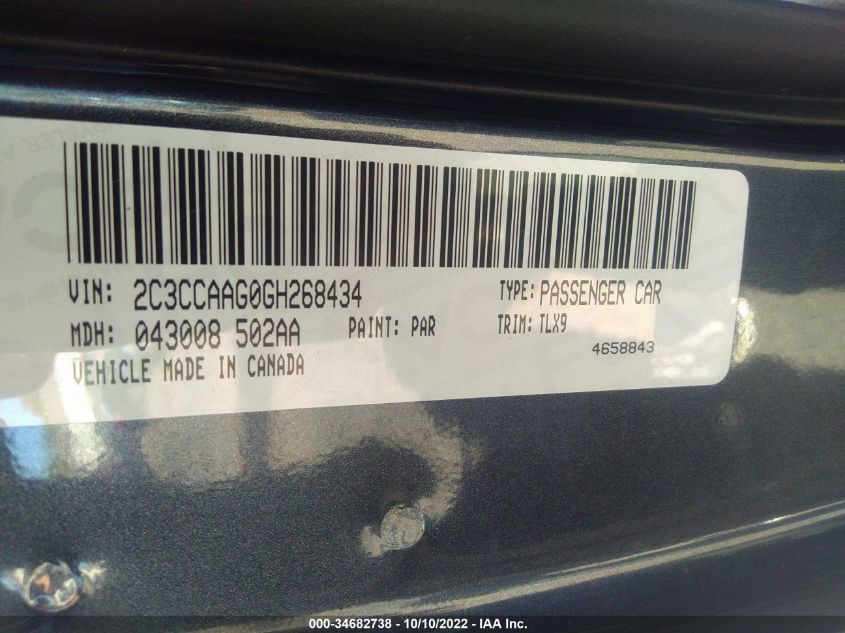 VIN: 2C3CCAAG0GH268434 TYPE: PASSENGER CAR
MDH: 043008 502AA PAINT: PAR TRIM: TLX9
VEHICLE MADE IN CANADA 4658843
000-34682738 - 10/10/2022 - IAA Inc.